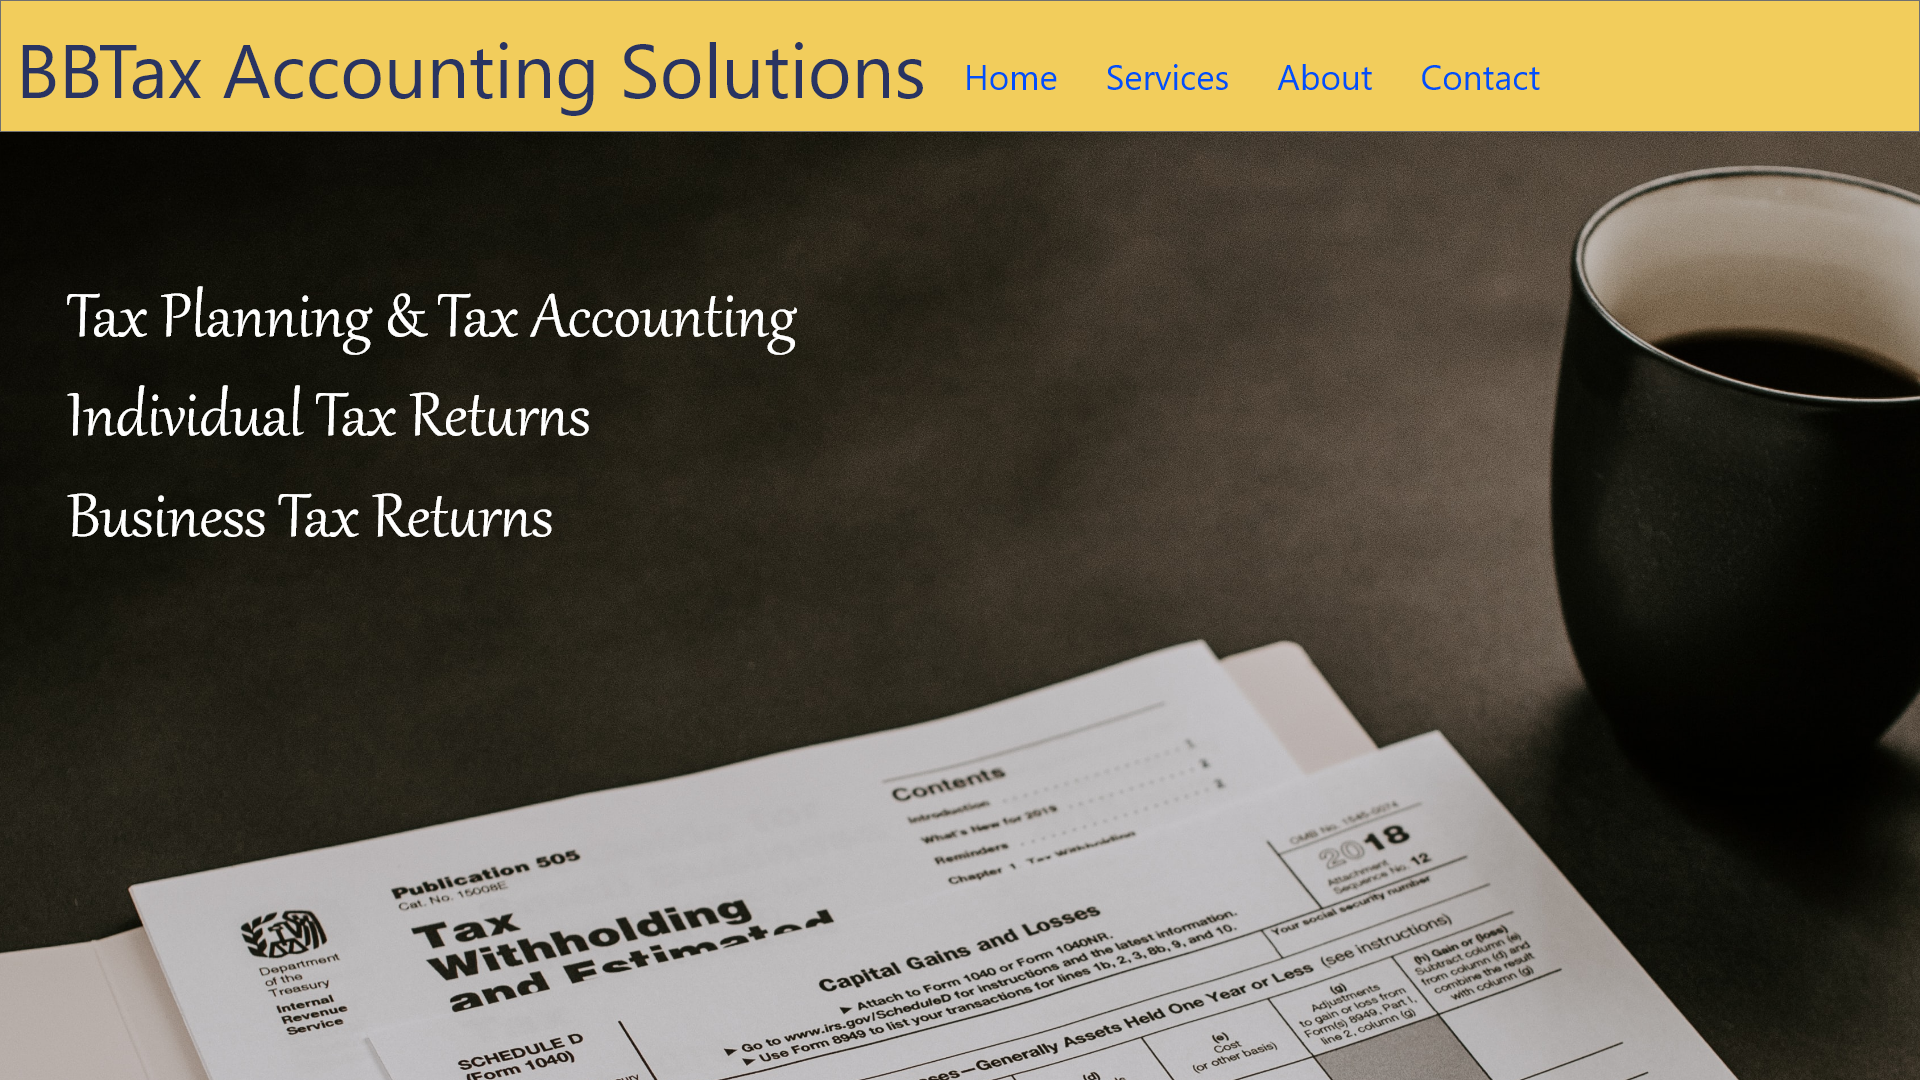 BBTax Accounting Solutions
Home
Services
About
Contact
Tax Planning & Tax Accounting
Individual Tax Returns
Business Tax Returns
Contents
Introduction
1
What's New for 2019
2
Reminders
2
Chapter 1. Tax Withholding
Publication 505
Cat. No. 15008E
Tax
Withholding
and Estimated
Department
of the
Treasury
Internal
Revenue
Service
OMB No. 1545-0074
2018
Attachment
Sequence No. 12
Your social security number
Capital Gains and Losses
► Attach to Form 1040 or Form 1040NR.
► Go to www.irs.gov/ScheduleD for instructions and the latest information.
► Use Form 8949 to list your transactions for lines 1b, 2, 3, 8b, 9, and 10.
SCHEDULE D
(Form 1040)
—Generally Assets Held One Year or Less (see instructions)
(d)
(e)
Cost
(or other basis)
(g)
Adjustments
to gain or loss from
Form(s) 8949, Part I,
line 2, column (g)
(h) Gain or (loss)
Subtract column (e)
from column (d) and
combine the result
with column (g)